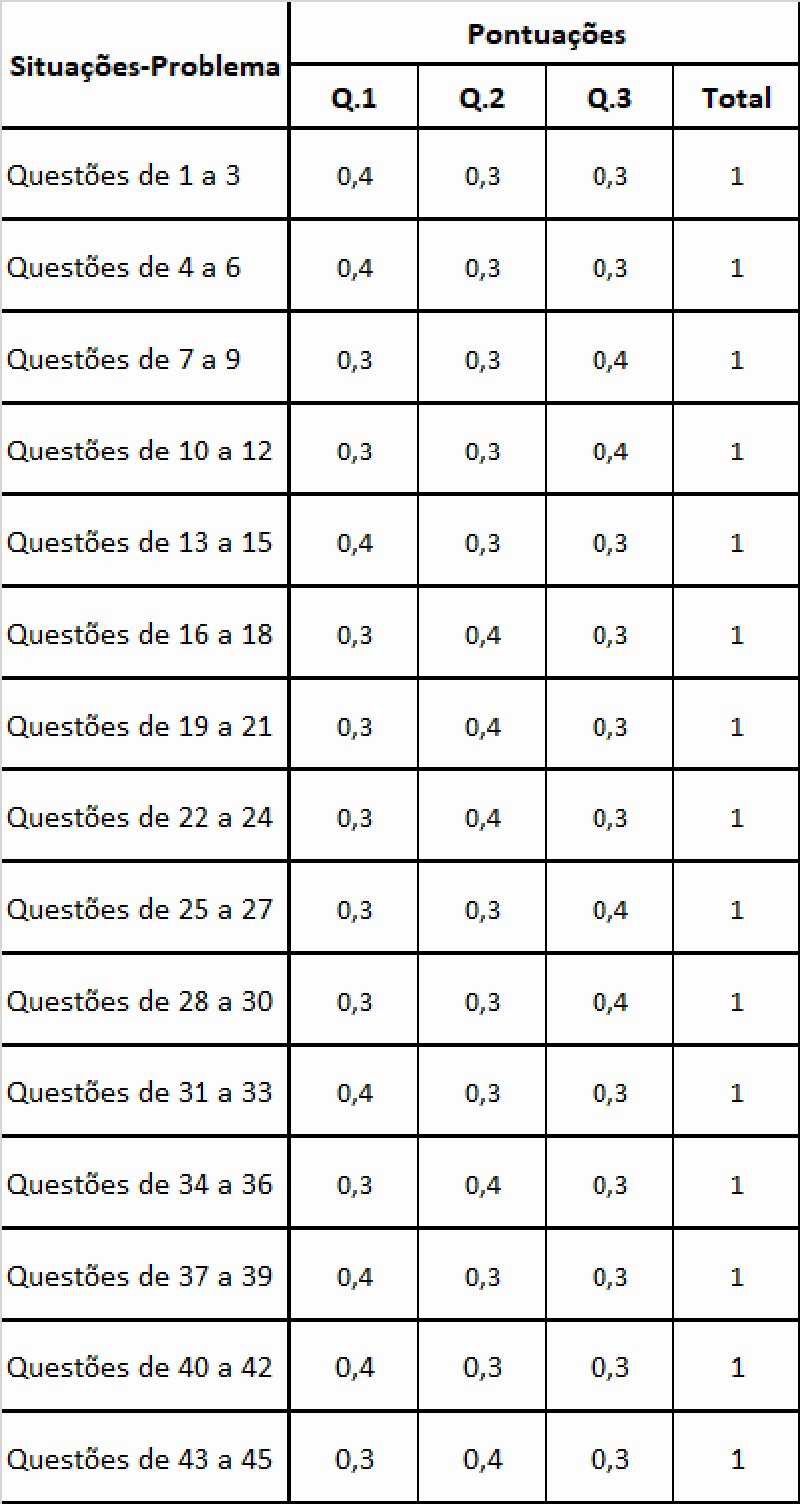 Situações-Problema Pontuações
Q.1 Q.2 Q.3 Total
Questões de 1 a 3 0,4 0,3 0,3 1
Questões de 4 a 6 0,4 0,3 0,3 1
Questões de 7 a 9 0,3 0,3 0,4 1
Questões de 10 a 12 0,3 0,3 0,4 1
Questões de 13 a 15 0,4 0,3 0,3 1
Questões de 16 a 18 0,3 0,4 0,3 1
Questões de 19 a 21 0,3 0,4 0,3 1
Questões de 22 a 24 0,3 0,4 0,3 1
Questões de 25 a 27 0,3 0,3 0,4 1
Questões de 28 a 30 0,3 0,3 0,4 1
Questões de 31 a 33 0,4 0,3 0,3 1
Questões de 34 a 36 0,3 0,4 0,3 1
Questões de 37 a 39 0,4 0,3 0,3 1
Questões de 40 a 42 0,4 0,3 0,3 1
Questões de 43 a 45 0,3 0,4 0,3 1